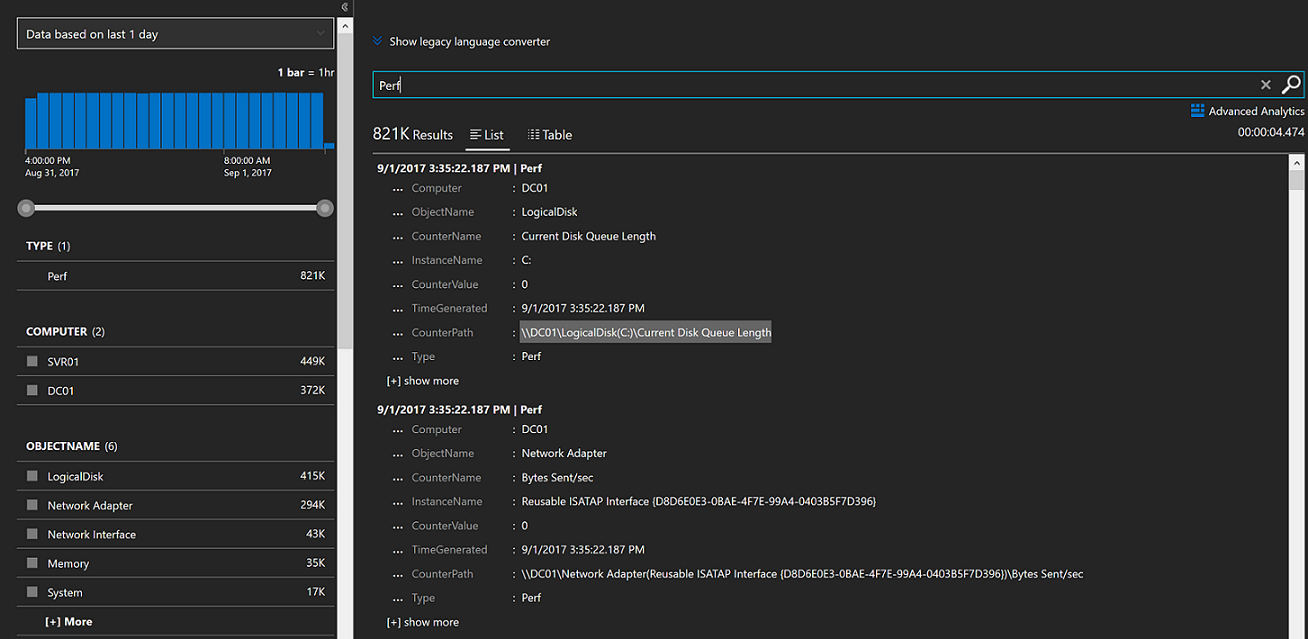 Data based on last 1 day
1 bar = 1hr
4:00:00 PM 8:00:00 AM
Aug 31, 2017 Sep 1, 2017
TYPE (1)
Perf 821K
COMPUTER (2)
SVR01 449K
DC01 372K
OBJECTNAME (6)
LogicalDisk 415K
Network Adapter 294K
Network Interface 43K
Memory 35K
System 17K
[+] More
Show legacy language converter
Perf
Advanced Analytics
821K Results List Table
00:00:04.474
9/1/2017 3:35:22.187 PM | Perf
... Computer : DC01
... ObjectName : LogicalDisk
... CounterName : Current Disk Queue Length
... InstanceName : C:
... CounterValue : 0
... TimeGenerated : 9/1/2017 3:35:22.187 PM
... CounterPath : \\DC01\LogicalDisk(C:)\Current Disk Queue Length
... Type : Perf
[+] show more
9/1/2017 3:35:22.187 PM | Perf
... Computer : DC01
... ObjectName : Network Adapter
... CounterName : Bytes Sent/sec
... InstanceName : Reusable ISATAP Interface {D8D6E0E3-0BAE-4F7E-99A4-0403B5F7D396}
... CounterValue : 0
... TimeGenerated : 9/1/2017 3:35:22.187 PM
... CounterPath : \\DC01\Network Adapter(Reusable ISATAP Interface {D8D6E0E3-0BAE-4F7E-99A4-0403B5F7D396})\Bytes Sent/sec
... Type : Perf
[+] show more